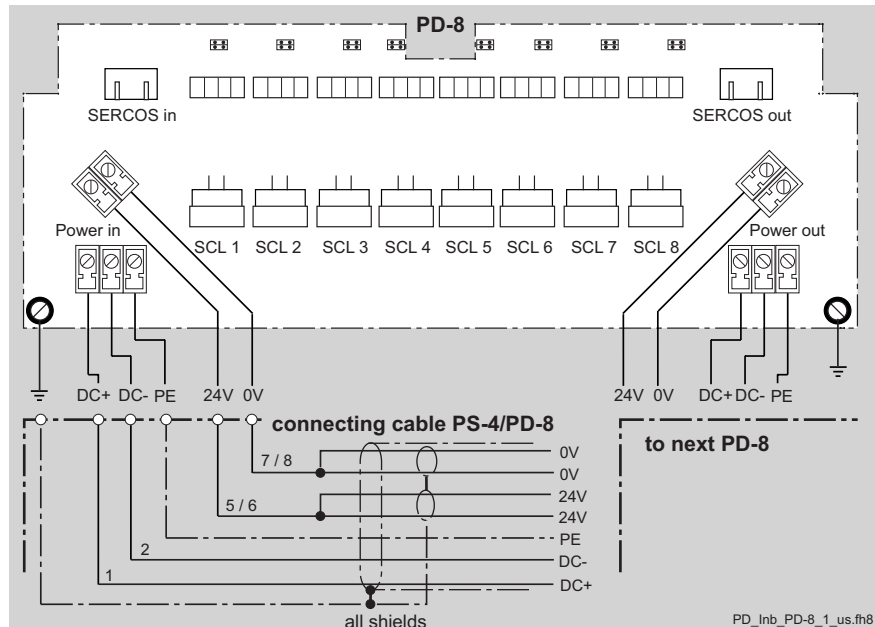 PD-8
SERCOS in
SERCOS out
Power in
SCL 1 SCL 2 SCL 3 SCL 4 SCL 5 SCL 6 SCL 7 SCL 8
Power out
DC+ DC- PE 24V 0V
24V 0V DC+ DC- PE
connecting cable PS-4/PD-8
to next PD-8
7 / 8
0V
0V
24V
5 / 6
24V
PE
2
DC-
1
DC+
all shields
PD_Inb_PD-8_1_us.fh8